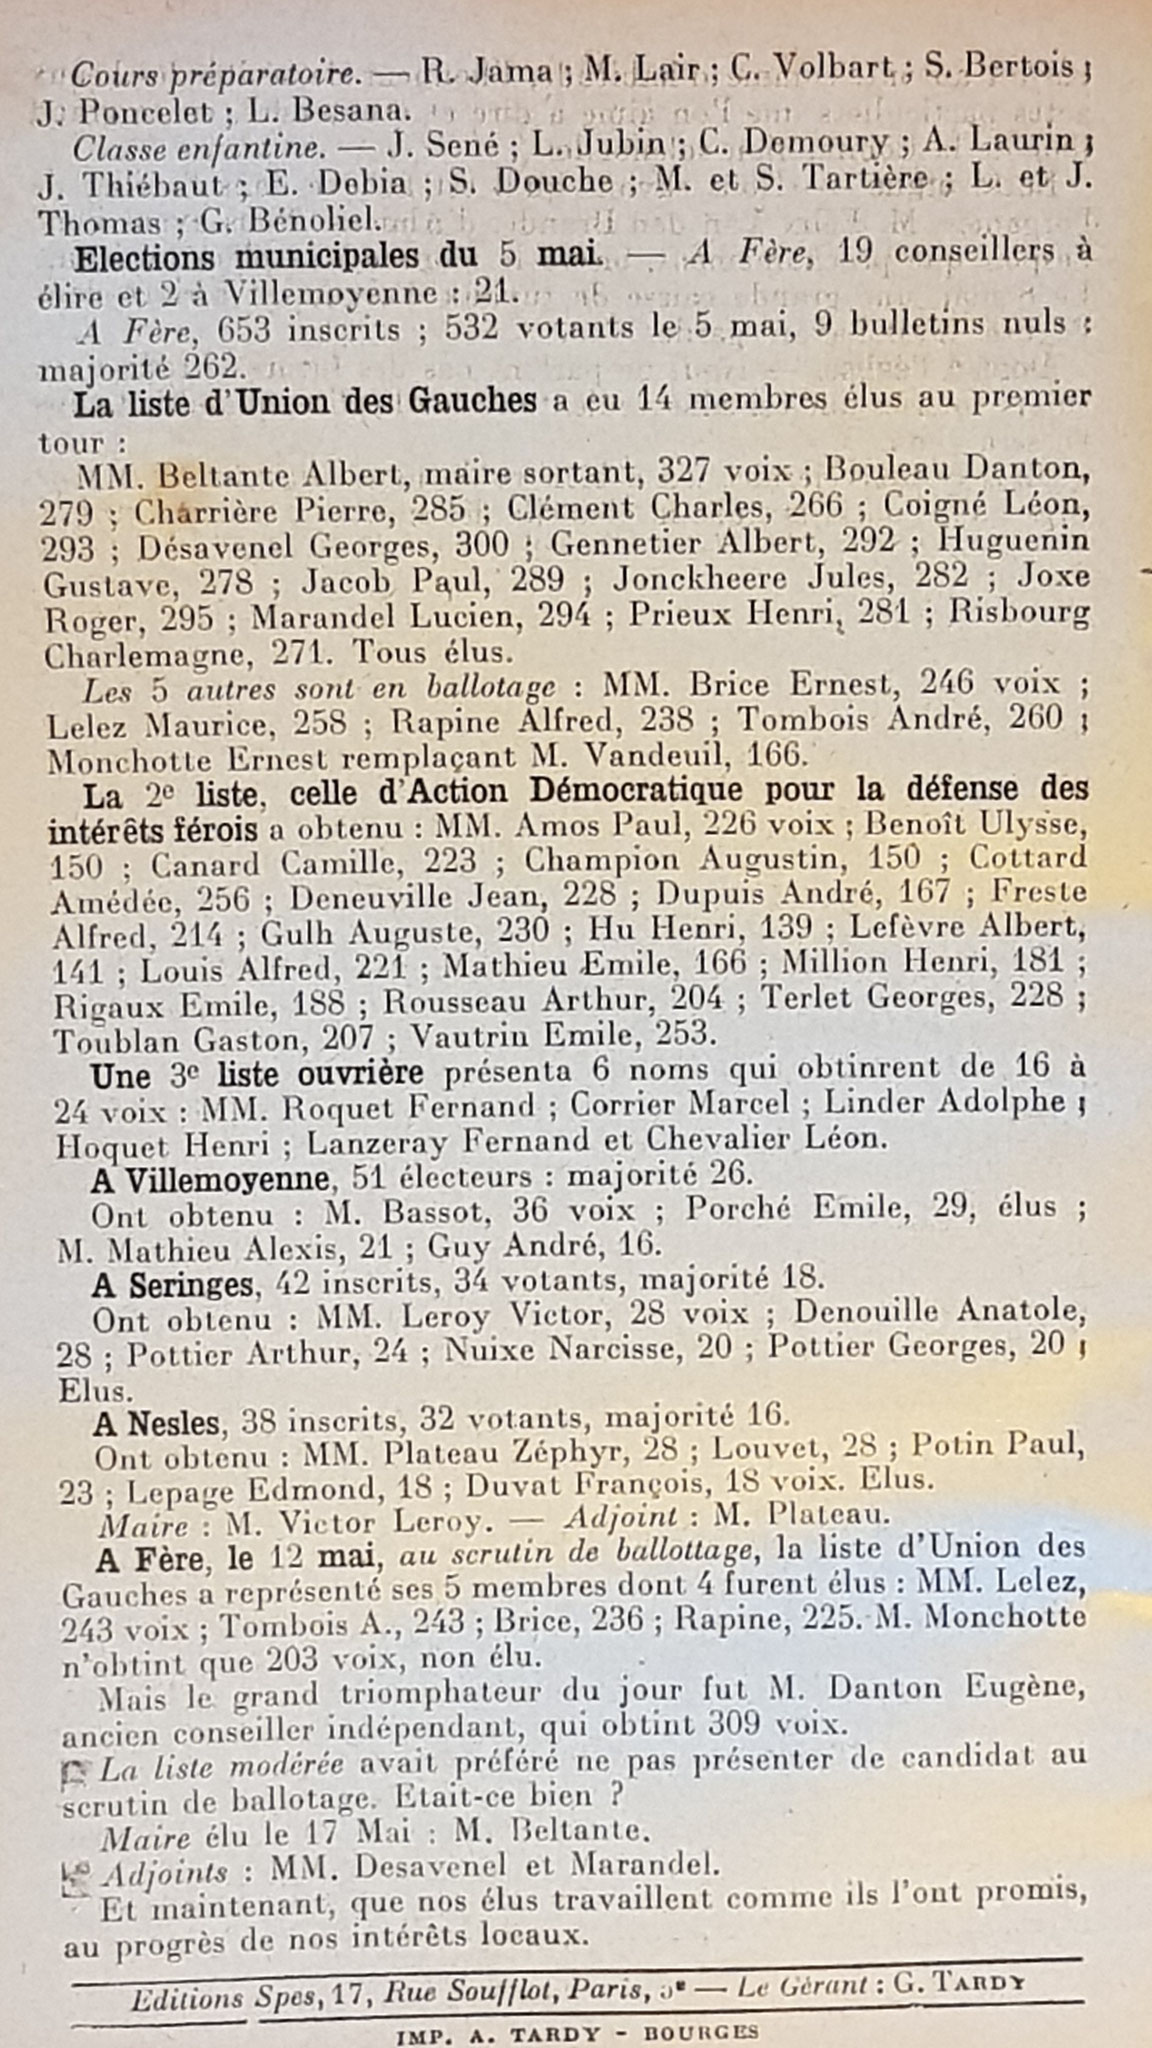 Cours préparatoire. — R. Jama ; M. Lair ; C. Volbart ; S. Bertois ;
J. Poncelet ; L. Besana.
Classe enfantine. — J. Sené ; L. Jubin ; C. Demoury ; A. Laurin ;
J. Thiébaut ; E. Debia ; S. Douche ; M. et S. Tartière ; L. et J.
Thomas ; G. Bénoliel.
Elections municipales du 5 mai. — A Fère, 19 conseillers à
élire et 2 à Villemoyenne : 21.
A Fère, 653 inscrits ; 532 votants le 5 mai, 9 bulletins nuls :
majorité 262.
La liste d'Union des Gauches a eu 14 membres élus au premier
tour :
MM. Beltante Albert, maire sortant, 327 voix ; Bouleau Danton,
279 ; Charrière Pierre, 285 ; Clément Charles, 266 ; Coigné Léon,
293 ; Désavenel Georges, 300 ; Gennetier Albert, 292 ; Huguenin
Gustave, 278 ; Jacob Paul, 289 ; Jonckheere Jules, 282 ; Joxe
Roger, 295 ; Marandel Lucien, 294 ; Prieux Henri, 281 ; Risbourg
Charlemagne, 271. Tous élus.
Les 5 autres sont en ballotage : MM. Brice Ernest, 246 voix ;
Lelez Maurice, 258 ; Rapine Alfred, 238 ; Tombois André, 260 ;
Monchotte Ernest remplaçant M. Vandeuil, 166.
La 2e liste, celle d'Action Démocratique pour la défense des
intérêts férois a obtenu : MM. Amos Paul, 226 voix ; Benoît Ulysse,
150 ; Canard Camille, 223 ; Champion Augustin, 150 ; Cottard
Amédée, 256 ; Deneuville Jean, 228 ; Dupuis André, 167 ; Freste
Alfred, 214 ; Gulh Auguste, 230 ; Hu Henri, 139 ; Lefèvre Albert,
141 ; Louis Alfred, 221 ; Mathieu Emile, 166 ; Million Henri, 181 ;
Rigaux Emile, 188 ; Rousseau Arthur, 204 ; Terlet Georges, 228 ;
Toublan Gaston, 207 ; Vautrin Emile, 253.
Une 3e liste ouvrière présenta 6 noms qui obtinrent de 16 à
24 voix : MM. Roquet Fernand ; Corrier Marcel ; Linder Adolphe ;
Hoquet Henri ; Lanzeray Fernand et Chevalier Léon.
A Villemoyenne, 51 électeurs : majorité 26.
Ont obtenu : M. Bassot, 36 voix ; Porché Emile, 29, élus ;
M. Mathieu Alexis, 21 ; Guy André, 16.
A Seringes, 42 inscrits, 34 votants, majorité 18.
Ont obtenu : MM. Leroy Victor, 28 voix ; Denouille Anatole,
28 ; Pottier Arthur, 24 ; Nuixe Narcisse, 20 ; Pottier Georges, 20 ;
Elus.
A Nesles, 38 inscrits, 32 votants, majorité 16.
Ont obtenu : MM. Plateau Zéphyr, 28 ; Louvet, 28 ; Potin Paul,
23 ; Lepage Edmond, 18 ; Duvat François, 18 voix. Elus.
Maire : M. Victor Leroy. — Adjoint : M. Plateau.
A Fère, le 12 mai, au scrutin de ballottage, la liste d'Union des
Gauches a représenté ses 5 membres dont 4 furent élus : MM. Lelez,
243 voix ; Tombois A., 243 ; Brice, 236 ; Rapine, 225. M. Monchotte
n'obtint que 203 voix, non élu.
Mais le grand triomphateur du jour fut M. Danton Eugène,
ancien conseiller indépendant, qui obtint 309 voix.
La liste modérée avait préféré ne pas présenter de candidat au
scrutin de ballotage. Etait-ce bien ?
Maire élu le 17 Mai : M. Beltante.
Adjoints : MM. Desavenel et Marandel.
Et maintenant, que nos élus travaillent comme ils l'ont promis,
au progrès de nos intérêts locaux.
Editions Spes, 17, Rue Soufflot, Paris, 5e — Le Gérant : G. TARDY
IMP. A. TARDY - BOURGES